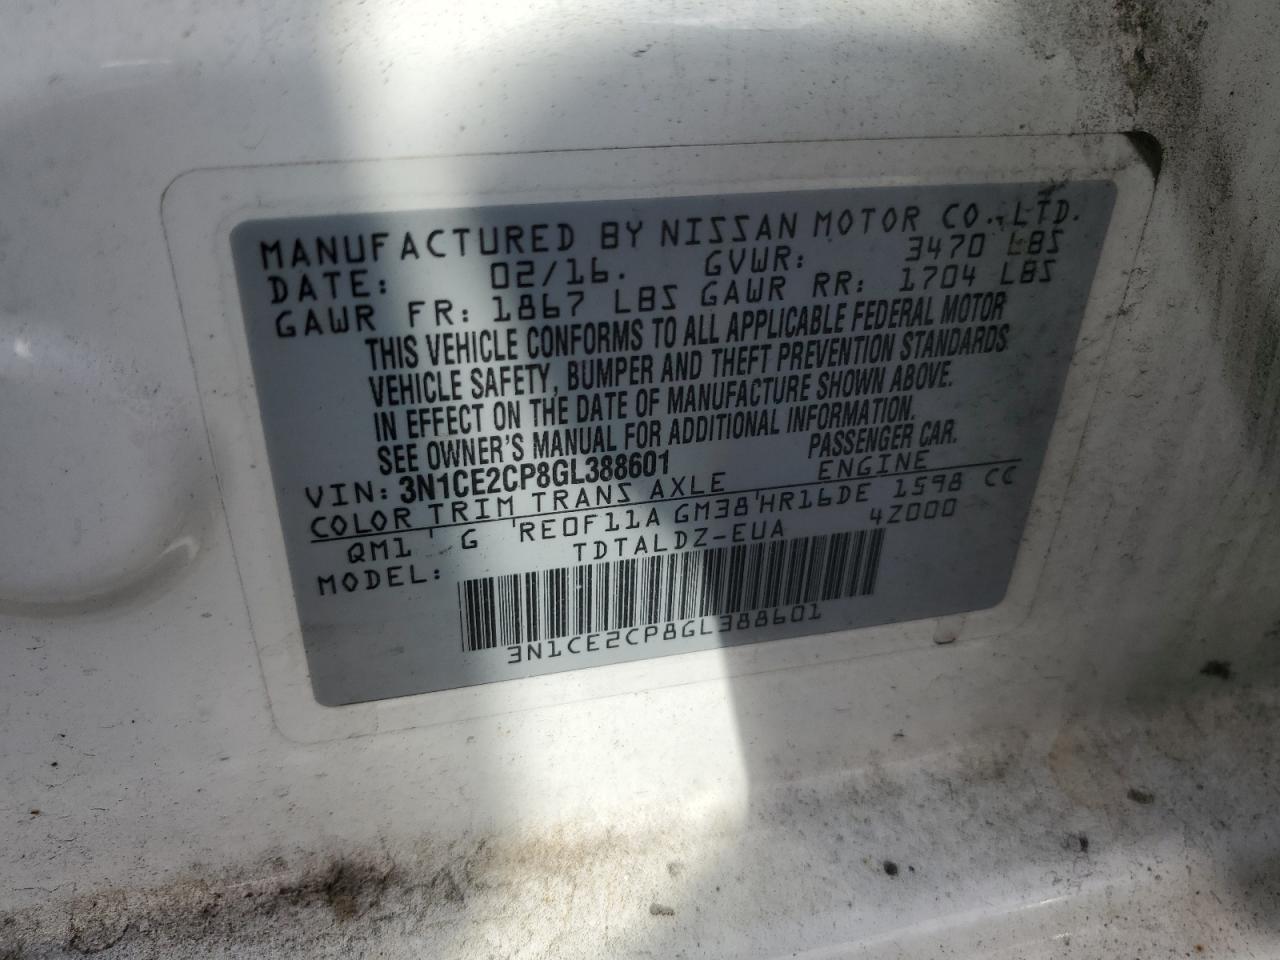 MANUFACTURED BY NISSAN MOTOR CO., LTD.
DATE: 02/16. GVWR: 3470 LBS
GAWR FR: 1867 LBS GAWR RR: 1704 LBS
THIS VEHICLE CONFORMS TO ALL APPLICABLE FEDERAL MOTOR
VEHICLE SAFETY, BUMPER AND THEFT PREVENTION STANDARDS
IN EFFECT ON THE DATE OF MANUFACTURE SHOWN ABOVE.
SEE OWNER'S MANUAL FOR ADDITIONAL INFORMATION.
VIN: 3N1CE2CP8GL388601 PASSENGER CAR.
COLOR TRIM TRANS AXLE ENGINE
QM1 ' G 'RE0F11A GM38'HR16DE 1598 CC
MODEL: TDTALDZ-EUA 4Z000
3N1CE2CP8GL388601